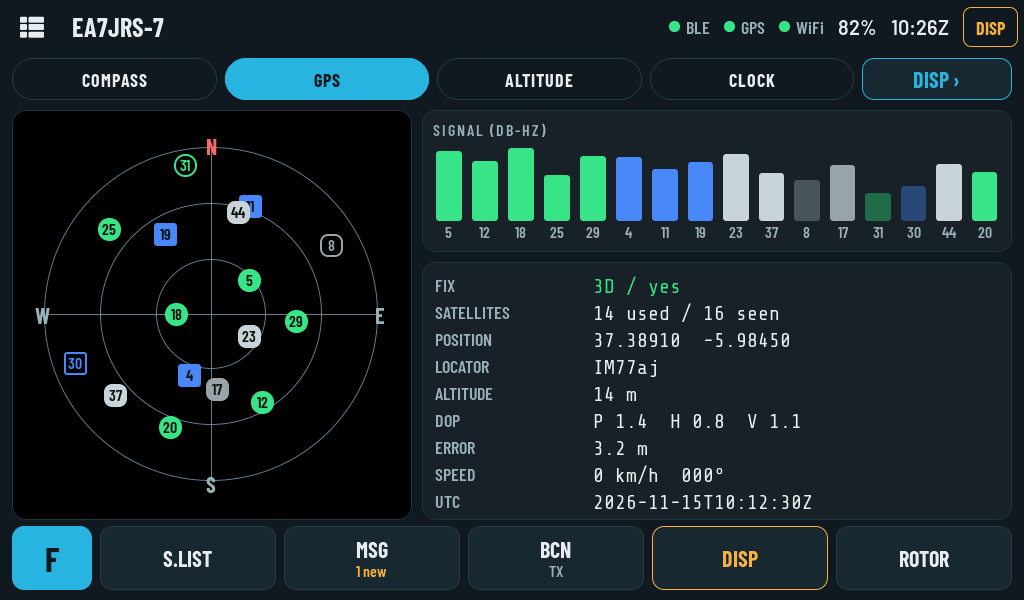 EA7JRS-7
BLE GPS WiFi 82% 10:26Z DISP
COMPASS GPS ALTITUDE CLOCK DISP ›
N
31
44
25
19
8
5
W
18
29
E
23
30
4
17
37
12
20
S
SIGNAL (DB-HZ)
5 12 18 25 29 4 11 19 23 37 8 17 31 30 44 20
FIX 3D / yes
SATELLITES 14 used / 16 seen
POSITION 37.38910 -5.98450
LOCATOR IM77aj
ALTITUDE 14 m
DOP P 1.4 H 0.8 V 1.1
ERROR 3.2 m
SPEED 0 km/h 000°
UTC 2026-11-15T10:12:30Z
F S.LIST MSG BCN DISP ROTOR
1 new TX